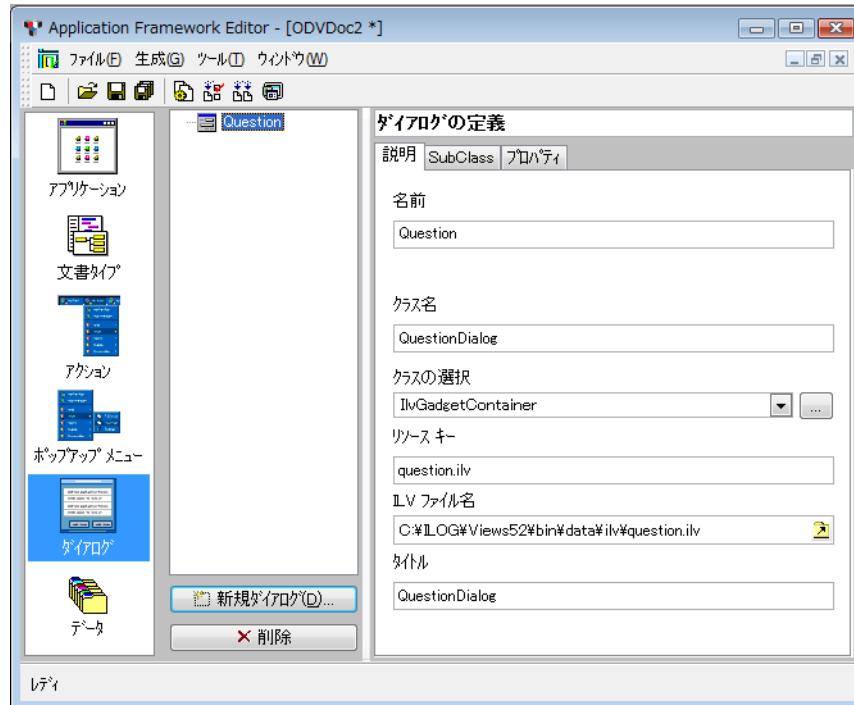 Application Framework Editor - [ODVDoc2 *]
ﾌｧｲﾙ(F) 生成(G) ﾂｰﾙ(T) ｳｨﾝﾄﾞｳ(W)
ｱﾌﾟﾘｹｰｼｮﾝ
文書ﾀｲﾌﾟ
ｱｸｼｮﾝ
ﾎﾟｯﾌﾟｱｯﾌﾟ ﾒﾆｭｰ
ﾀﾞｲｱﾛｸﾞ
ﾃﾞｰﾀ
Question
新規ﾀﾞｲｱﾛｸﾞ(D)...
削除
ﾀﾞｲｱﾛｸﾞの定義
説明 SubClass ﾌﾟﾛﾊﾟﾃｨ
名前
Question
ｸﾗｽ名
QuestionDialog
ｸﾗｽの選択
IlvGadgetContainer ...
ﾘｿｰｽ ｷｰ
question.ilv
ILV ﾌｧｲﾙ名
C:¥ILOG¥Views52¥bin¥data¥ilv¥question.ilv
ﾀｲﾄﾙ
QuestionDialog
ﾚﾃﾞｨ